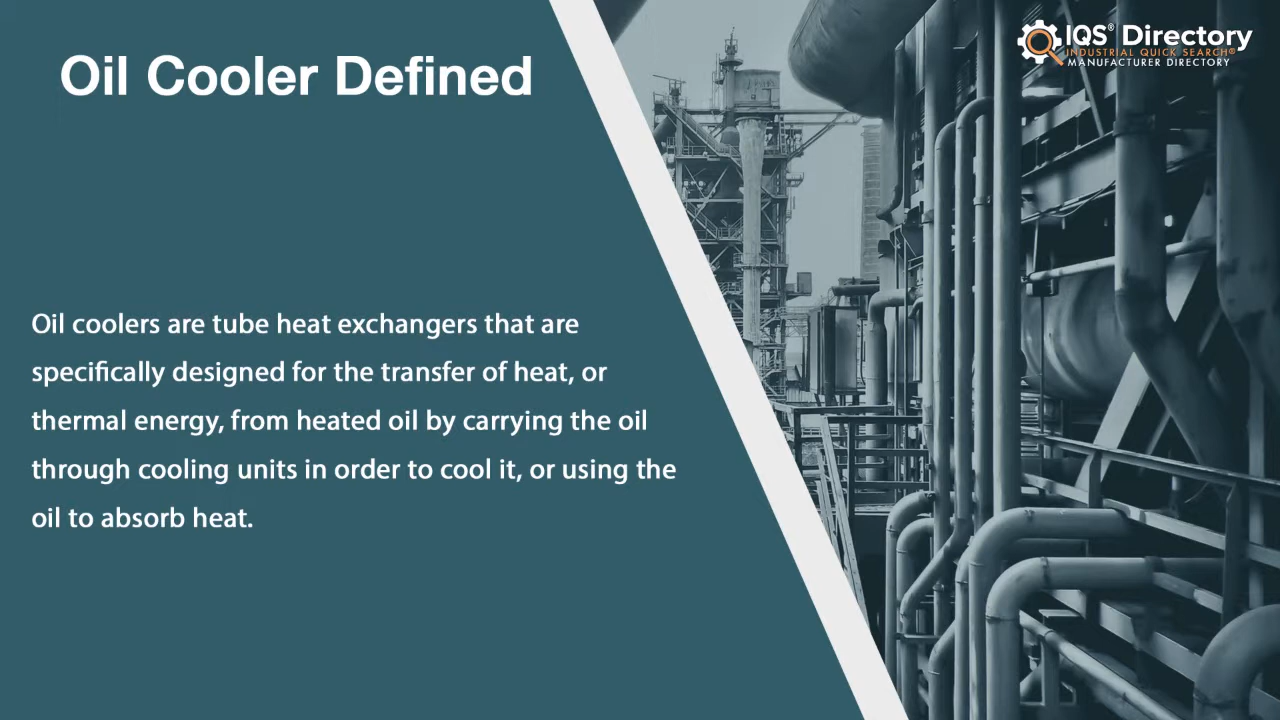 Oil Cooler Defined
IQS® Directory
INDUSTRIAL QUICK SEARCH®
MANUFACTURER DIRECTORY
Oil coolers are tube heat exchangers that are
specifically designed for the transfer of heat, or
thermal energy, from heated oil by carrying the oil
through cooling units in order to cool it, or using the
oil to absorb heat.